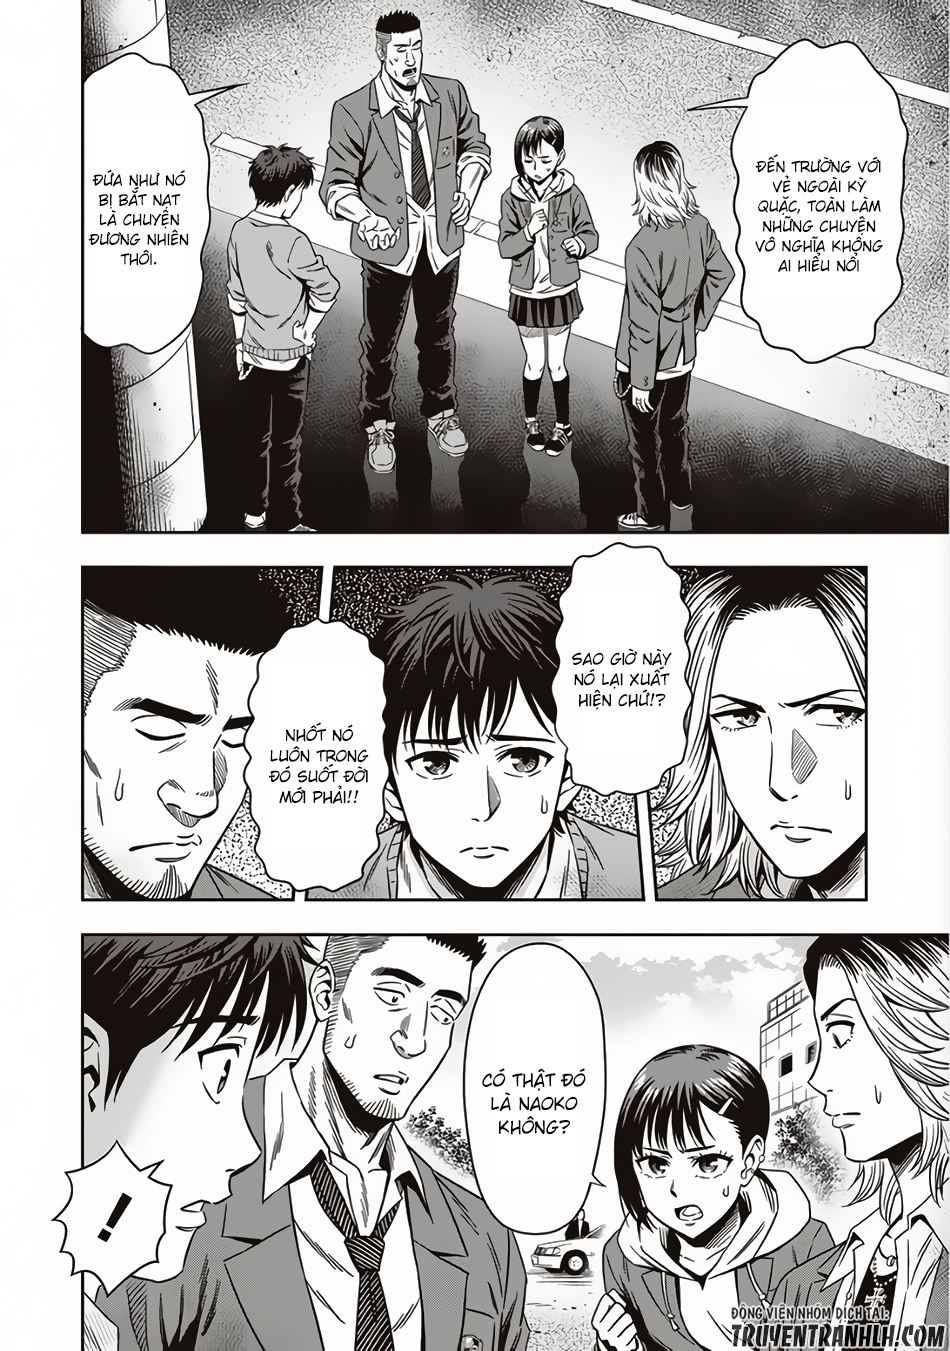 ĐẾN TRƯỜNG VỚI
VẺ NGOÀI KỲ
QUẶC, TOÀN LÀM
NHỮNG CHUYỆN
VÔ NGHĨA KHÔNG
AI HIỂU NỔI
ĐỨA NHƯ NÓ
BỊ BẮT NẠT
LÀ CHUYỆN
ĐƯƠNG NHIÊN
THÔI.
SAO GIỜ NÀY
NÓ LẠI XUẤT
HIỆN CHỨ!?
NHỐT NÓ
LUÔN TRONG
ĐÓ SUỐT ĐỜI
MỚI PHẢI!!
CÓ THẬT ĐÓ
LÀ NAOKO
KHÔNG?
!
ĐỘNG VIÊN NHÓM DỊCH TẠI:
TRUYENTRANHLH.COM